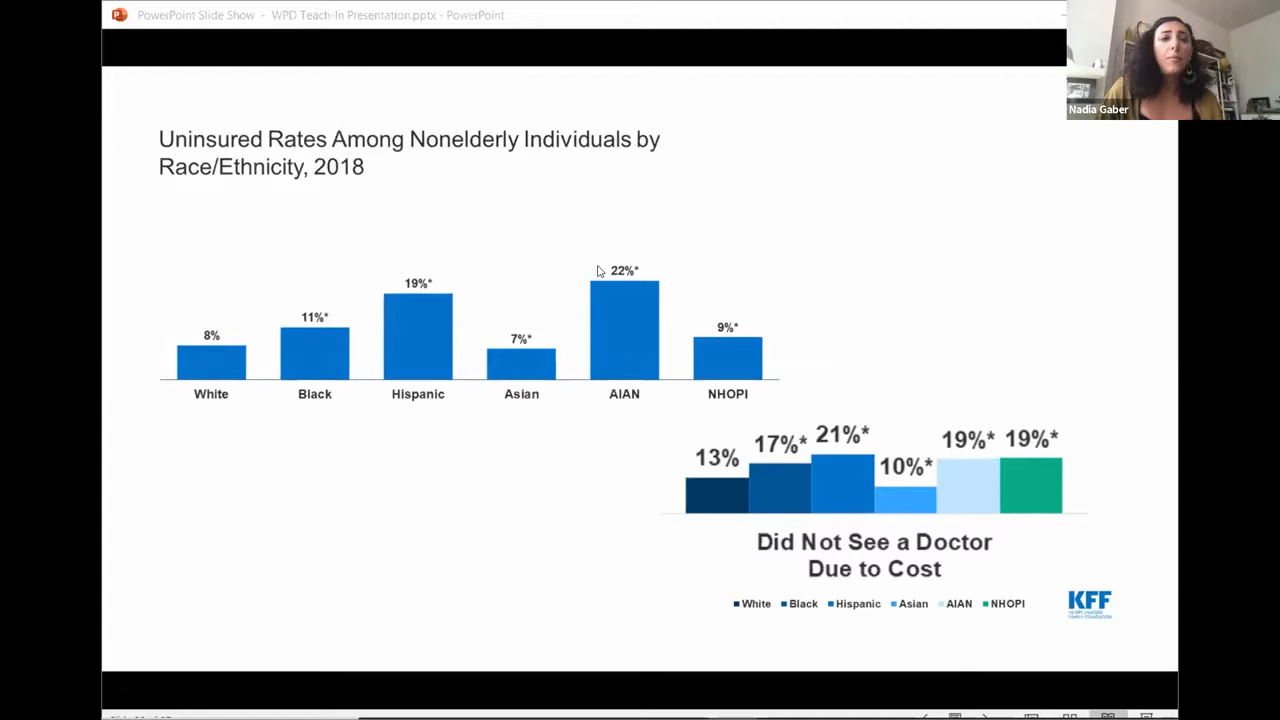 PowerPoint Slide Show - WPD Teach-In Presentation.pptx - PowerPoint
Nadia Gaber
Uninsured Rates Among Nonelderly Individuals by
Race/Ethnicity, 2018
8% 11%* 19%* 7%* 22%* 9%*
White Black Hispanic Asian AIAN NHOPI
13% 17%* 21%* 10%* 19%* 19%*
Did Not See a Doctor
Due to Cost
White Black Hispanic Asian AIAN NHOPI
KFF
FAMILY FOUNDATION